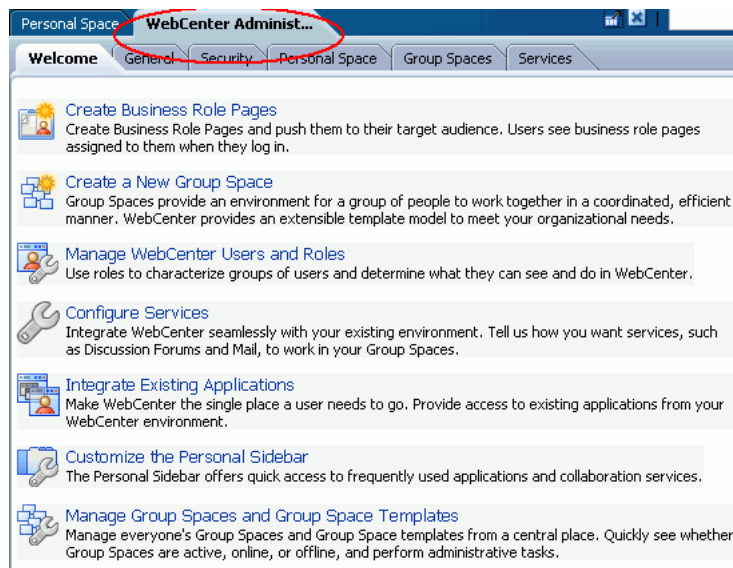 Personal Space
WebCenter Administ...
Welcome
General
Security
Personal Space
Group Spaces
Services
Create Business Role Pages
Create Business Role Pages and push them to their target audience. Users see business role pages
assigned to them when they log in.
Create a New Group Space
Group Spaces provide an environment for a group of people to work together in a coordinated, efficient
manner. WebCenter provides an extensible template model to meet your organizational needs.
Manage WebCenter Users and Roles
Use roles to characterize groups of users and determine what they can see and do in WebCenter.
Configure Services
Integrate WebCenter seamlessly with your existing environment. Tell us how you want services, such
as Discussion Forums and Mail, to work in your Group Spaces.
Integrate Existing Applications
Make WebCenter the single place a user needs to go. Provide access to existing applications from your
WebCenter environment.
Customize the Personal Sidebar
The Personal Sidebar offers quick access to frequently used applications and collaboration services.
Manage Group Spaces and Group Space Templates
Manage everyone's Group Spaces and Group Space templates from a central place. Quickly see whether
Group Spaces are active, online, or offline, and perform administrative tasks.